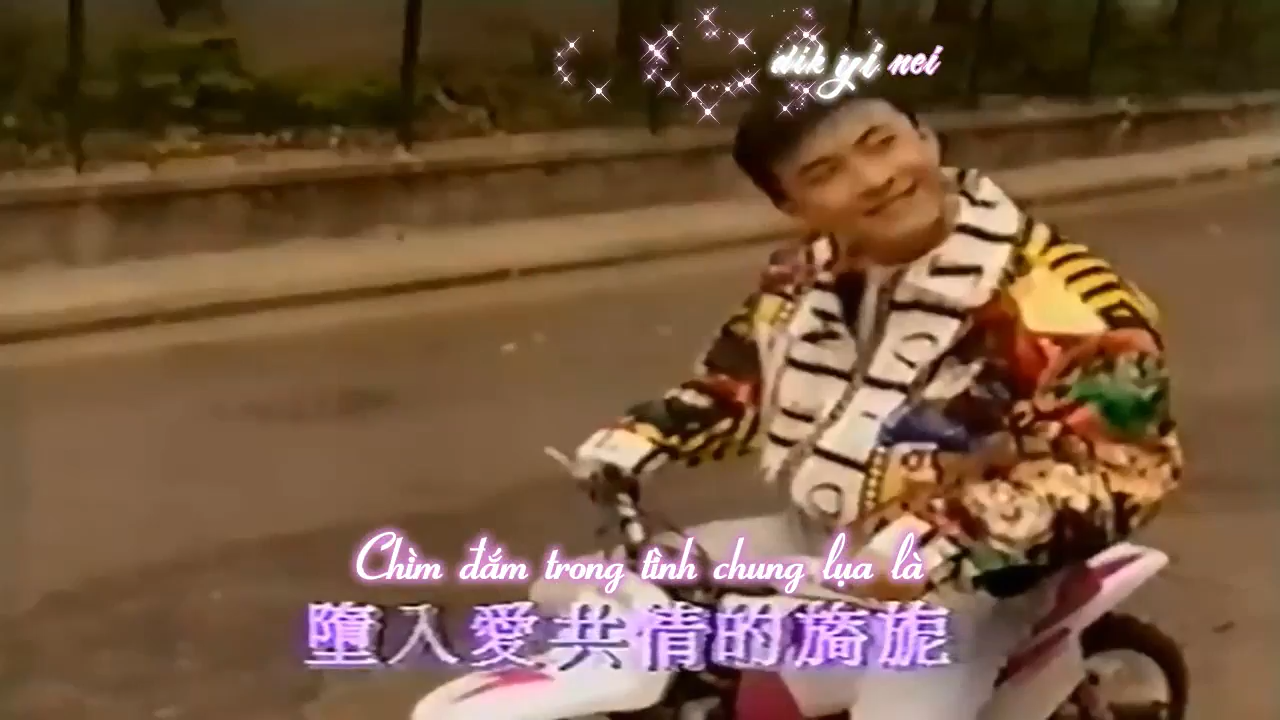 dik yi nei
Chìm đắm trong tình chung lụa là
墮入愛共情的旖旎